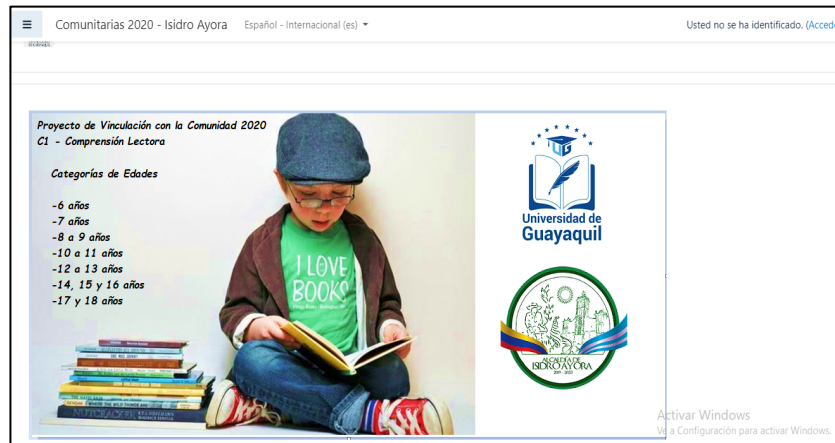 ☰ Comunitarias 2020 - Isidro Ayora Español - Internacional (es) Usted no se ha identificado. (Accede
Proyecto de Vinculación con la Comunidad 2020
C1 - Comprensión Lectora
Categorías de Edades
-6 años
-7 años
-8 a 9 años
-10 a 11 años
-12 a 13 años
-14, 15 y 16 años
-17 y 18 años
I LOVE
BOOKS
NUTCRACKER
UG
Universidad de
Guayaquil
ALCALDÍA DE
ISIDRO AYORA
Activar Windows
Ve a Configuración para activar Windows.